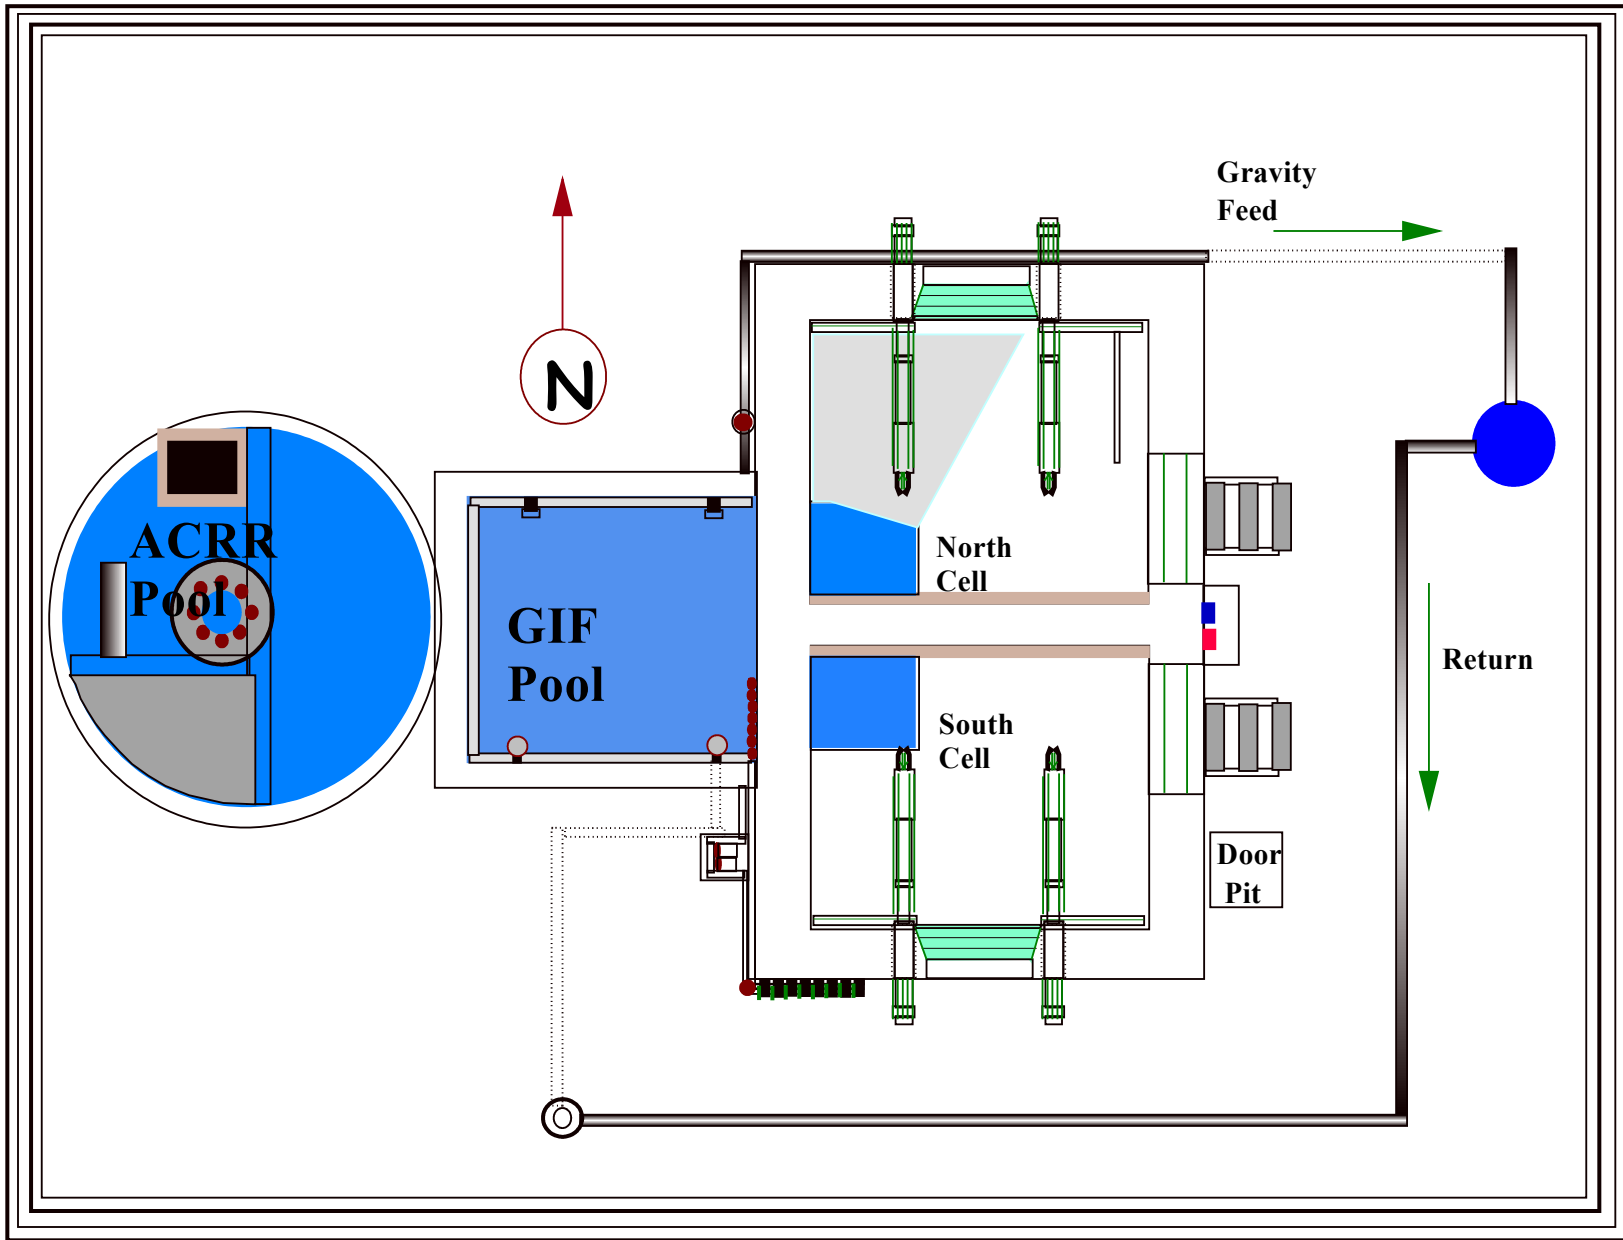 Gravity
Feed
N
ACRR
Pool
GIF
Pool
North
Cell
South
Cell
Return
Door
Pit